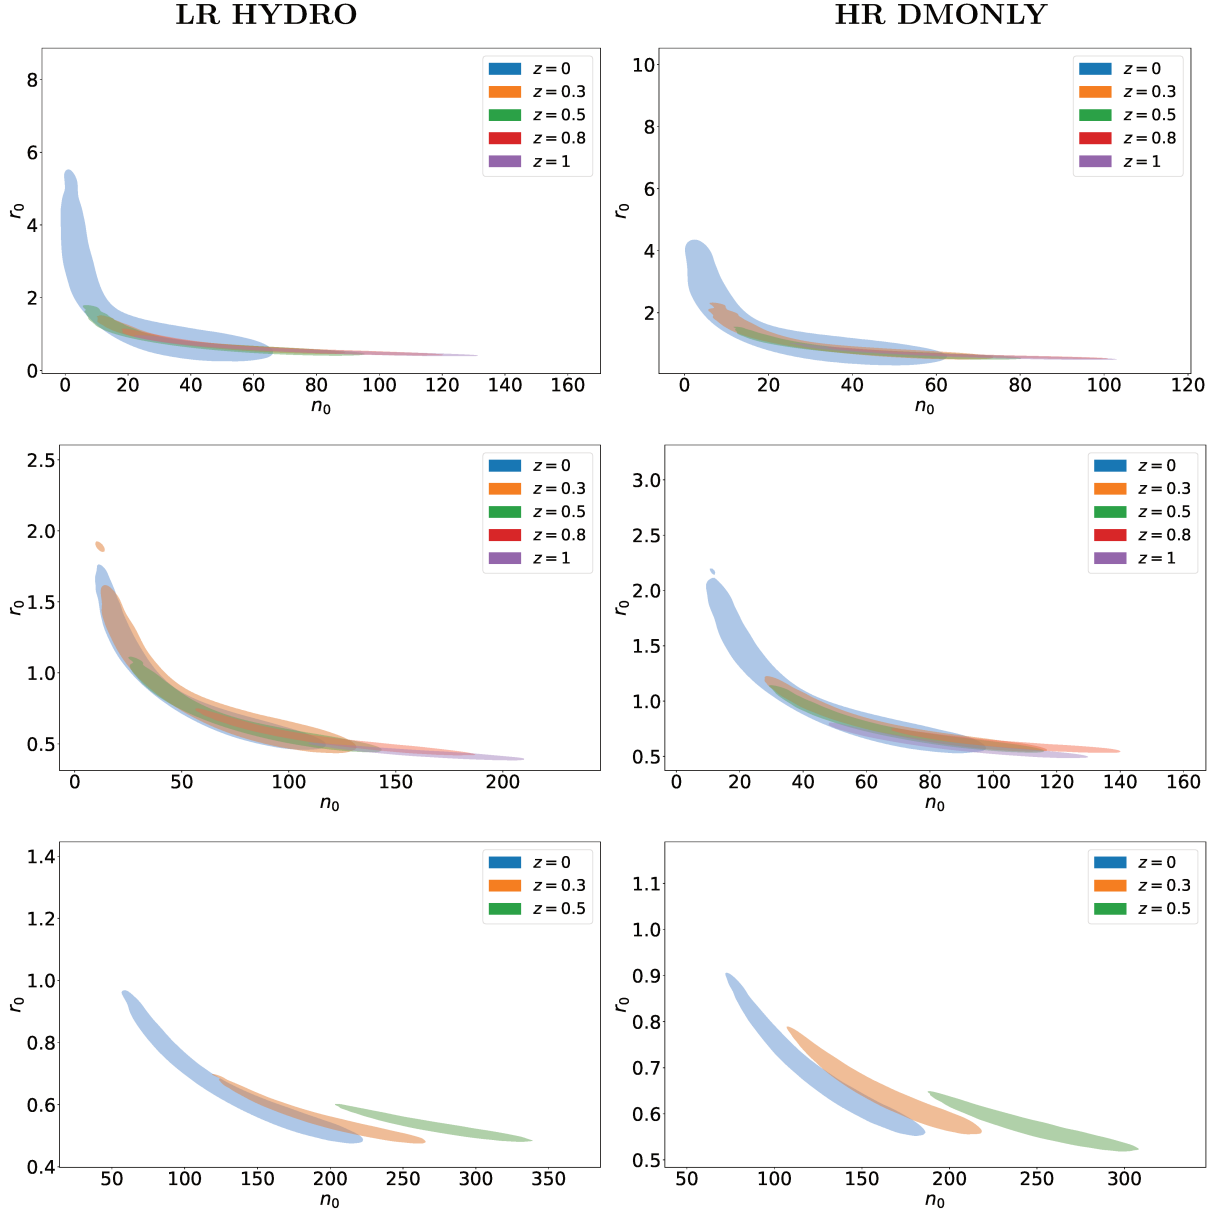 LR HYDRO
HR DMONLY
8
6
4
2
0
r0
0 20 40 60 80 100 120 140 160
n0
z = 0
z = 0.3
z = 0.5
z = 0.8
z = 1
10
8
6
4
2
r0
0 20 40 60 80 100 120
n0
z = 0
z = 0.3
z = 0.5
z = 0.8
z = 1
2.5
2.0
1.5
1.0
0.5
r0
0 50 100 150 200
n0
z = 0
z = 0.3
z = 0.5
z = 0.8
z = 1
3.0
2.5
2.0
1.5
1.0
0.5
r0
0 20 40 60 80 100 120 140 160
n0
z = 0
z = 0.3
z = 0.5
z = 0.8
z = 1
1.4
1.2
1.0
0.8
0.6
0.4
r0
50 100 150 200 250 300 350
n0
z = 0
z = 0.3
z = 0.5
1.1
1.0
0.9
0.8
0.7
0.6
0.5
r0
50 100 150 200 250 300
n0
z = 0
z = 0.3
z = 0.5